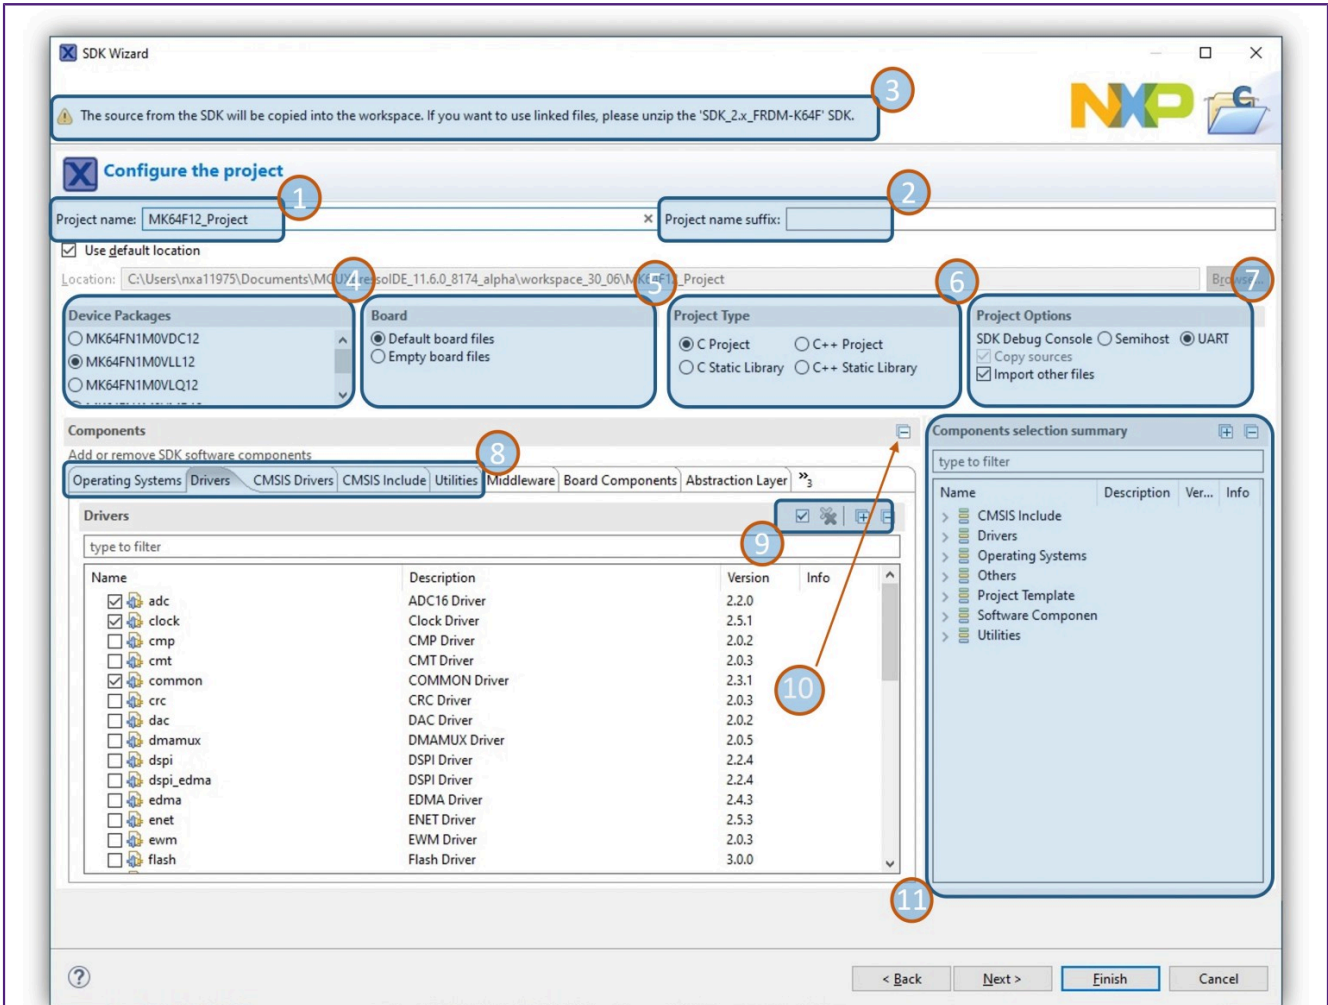 SDK Wizard
3
The source from the SDK will be copied into the workspace. If you want to use linked files, please unzip the 'SDK_2.x_FRDM-K64F' SDK.
NXP
C
Configure the project
1
2
Project name: MK64F12_Project
Project name suffix:
Use default location
Location: C:\Users\nxa11975\Documents\MCUXpressoIDE_11.6.0_8174_alpha\workspace_30_06\MK64F12_Project
Browse...
4
5
6
7
Device Packages
MK64FN1M0VDC12
MK64FN1M0VLL12
MK64FN1M0VLQ12
Board
Default board files
Empty board files
Project Type
C Project
C++ Project
C Static Library
C++ Static Library
Project Options
SDK Debug Console Semihost UART
Copy sources
Import other files
Components
Add or remove SDK software components
8
Operating Systems Drivers CMSIS Drivers CMSIS Include Utilities Middleware Board Components Abstraction Layer »3
Drivers
9
type to filter
Name Description Version Info
adc ADC16 Driver 2.2.0
clock Clock Driver 2.5.1
cmp CMP Driver 2.0.2
cmt CMT Driver 2.0.3
common COMMON Driver 2.3.1
crc CRC Driver 2.0.3
dac DAC Driver 2.0.2
dmamux DMAMUX Driver 2.0.5
dspi DSPI Driver 2.2.4
dspi_edma DSPI Driver 2.2.4
edma EDMA Driver 2.4.3
enet ENET Driver 2.5.3
ewm EWM Driver 2.0.3
flash Flash Driver 3.0.0
10
Components selection summary
type to filter
Name Description Ver... Info
CMSIS Include
Drivers
Operating Systems
Others
Project Template
Software Componen
Utilities
11
< Back
Next >
Finish
Cancel